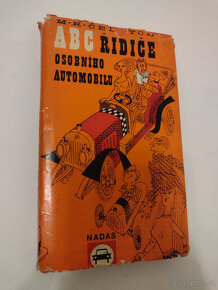 ABC ŘIDIČE
OSOBNÍHO
AUTOMOBILU
NADAS